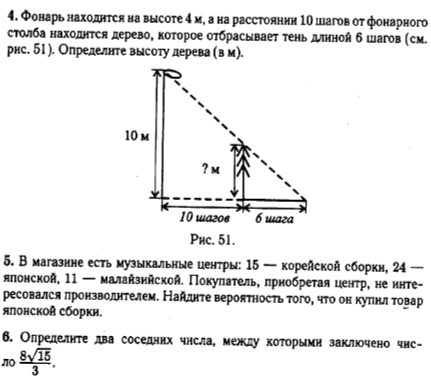 4. Фонарь находится на высоте 4 м, а на расстоянии 10 шагов от фонарного
столба находится дерево, которое отбрасывает тень длиной 6 шагов (см.
рис. 51). Определите высоту дерева (в м).
10 м
? м
10 шагов
6 шага
Рис. 51.
5. В магазине есть музыкальные центры: 15 — корейской сборки, 24 —
японской, 11 — малайзийской. Покупатель, приобретая центр, не инте-
ресовался производителем. Найдите вероятность того, что он купил товар
японской сборки.
6. Определите два соседних числа, между которыми заключено чис-
ло 8√15/3.